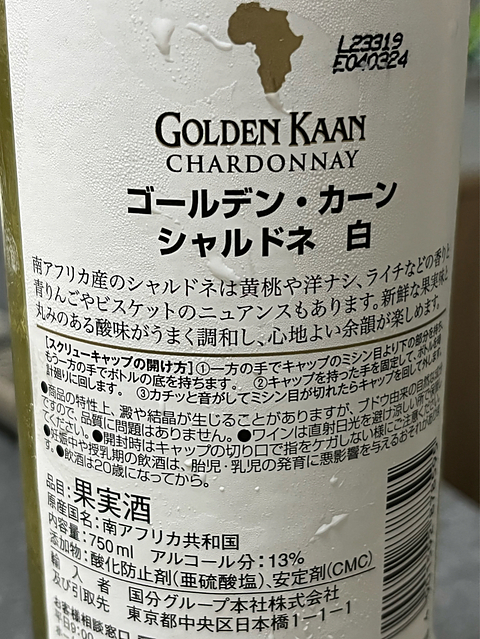 L23319
E040324
GOLDEN KAAN
CHARDONNAY
ゴールデン・カーン
シャルドネ 白
南アフリカ産のシャルドネは黄桃や洋ナシ、ライチなどの香りと
青りんごやビスケットのニュアンスもあります。新鮮な果実味と
丸みのある酸味がうまく調和し、心地よい余韻が楽しめます。
[スクリューキャップの開け方]①一方の手でキャップのミシン目より下の部分を持ち、
もう一方の手でボトルの底を持ちます。 ②キャップを持った手を固定して、ボトルを時
計廻りに回します。 ③カチッと音がしてミシン目が切れたらキャップを回して外します。
●商品の特性上、澱や結晶が生じることがありますが、ブドウ由来の自然な成分
ですので、品質に問題はありません。●ワインは直射日光を避け涼しい所で保管
ください。●開封時はキャップの切り口で指をケガしない様にご注意ください。
●妊娠中や授乳期の飲酒は、胎児・乳児の発育に悪影響を与えるおそれがあり
す。●飲酒は20歳になってから。
品目:果実酒
原産国名:南アフリカ共和国
内容量:750ml アルコール分:13%
添加物:酸化防止剤(亜硫酸塩)、安定剤(CMC)
輸入者 国分グループ本社株式会社
及び引取先 東京都中央区日本橋1-1-1
お客様相談窓口